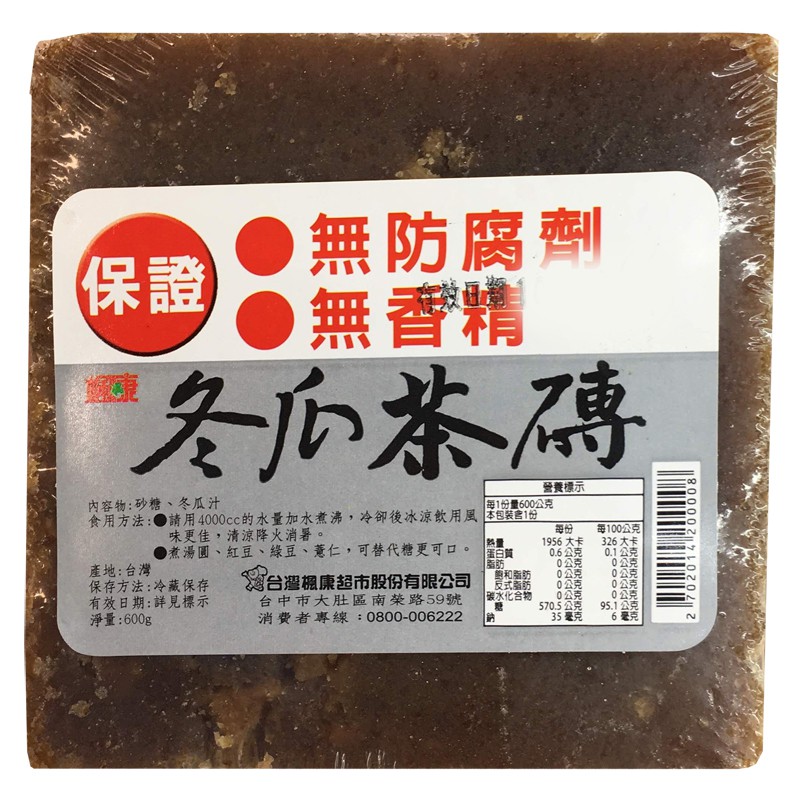 保證
●無防腐劑
●無香精
有效日期
楓康
冬瓜茶磚
內容物:砂糖、冬瓜汁
食用方法:●請用4000cc的水量加水煮沸,冷卻後冰涼飲用風
味更佳,清涼降火消暑。
●煮湯圓、紅豆、綠豆、薏仁,可替代糖更可口。
產地:台灣
保存方法:冷藏保存
有效日期:詳見標示
淨量:600g
台灣楓康超市股份有限公司
台中市大肚區南榮路59號
消費者專線:0800-006222
營養標示
每1份量600公克
本包裝含1份
每份 每100公克
熱量 1956 大卡 326 大卡
蛋白質 0.6 公克 0.1 公克
脂肪 0 公克 0 公克
飽和脂肪 0 公克 0 公克
反式脂肪 0 公克 0 公克
碳水化合物 0 公克 0 公克
糖 570.5 公克 95.1 公克
鈉 35 毫克 6 毫克
2702014200008